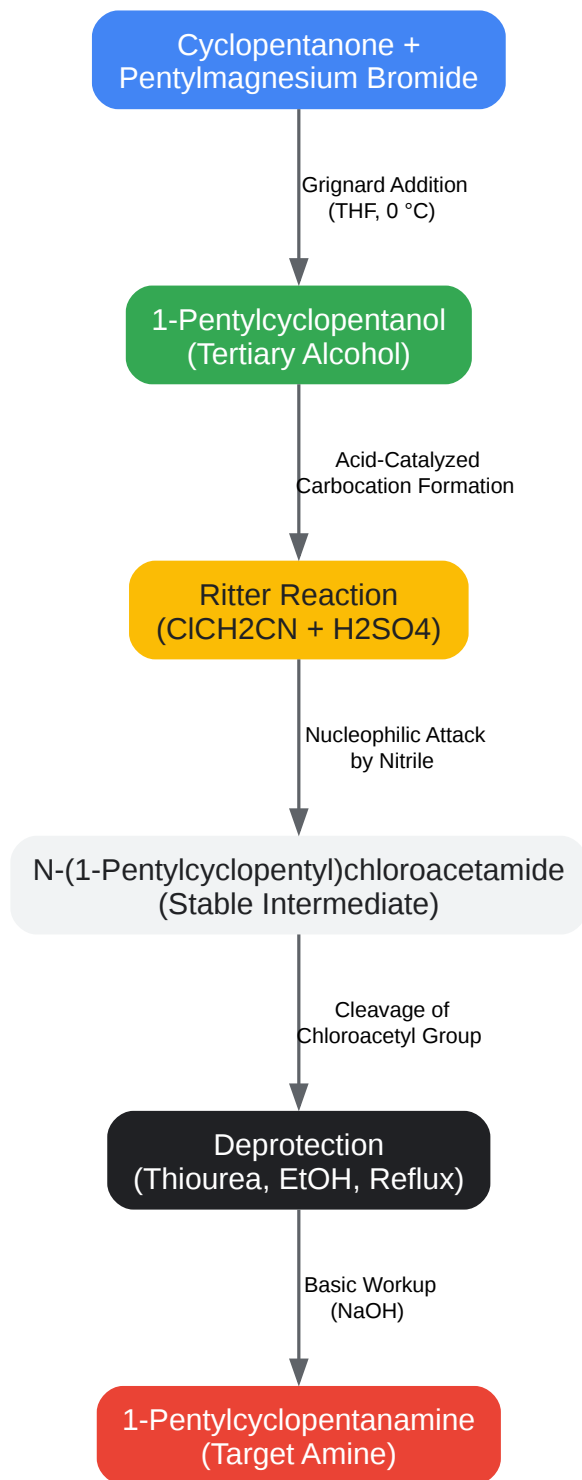 Cyclopentanone +
Pentylmagnesium Bromide
Grignard Addition
(THF, 0 °C)
1-Pentylcyclopentanol
(Tertiary Alcohol)
Acid-Catalyzed
Carbocation Formation
Ritter Reaction
(ClCH2CN + H2SO4)
Nucleophilic Attack
by Nitrile
N-(1-Pentylcyclopentyl)chloroacetamide
(Stable Intermediate)
Cleavage of
Chloroacetyl Group
Deprotection
(Thiourea, EtOH, Reflux)
Basic Workup
(NaOH)
1-Pentylcyclopentanamine
(Target Amine)